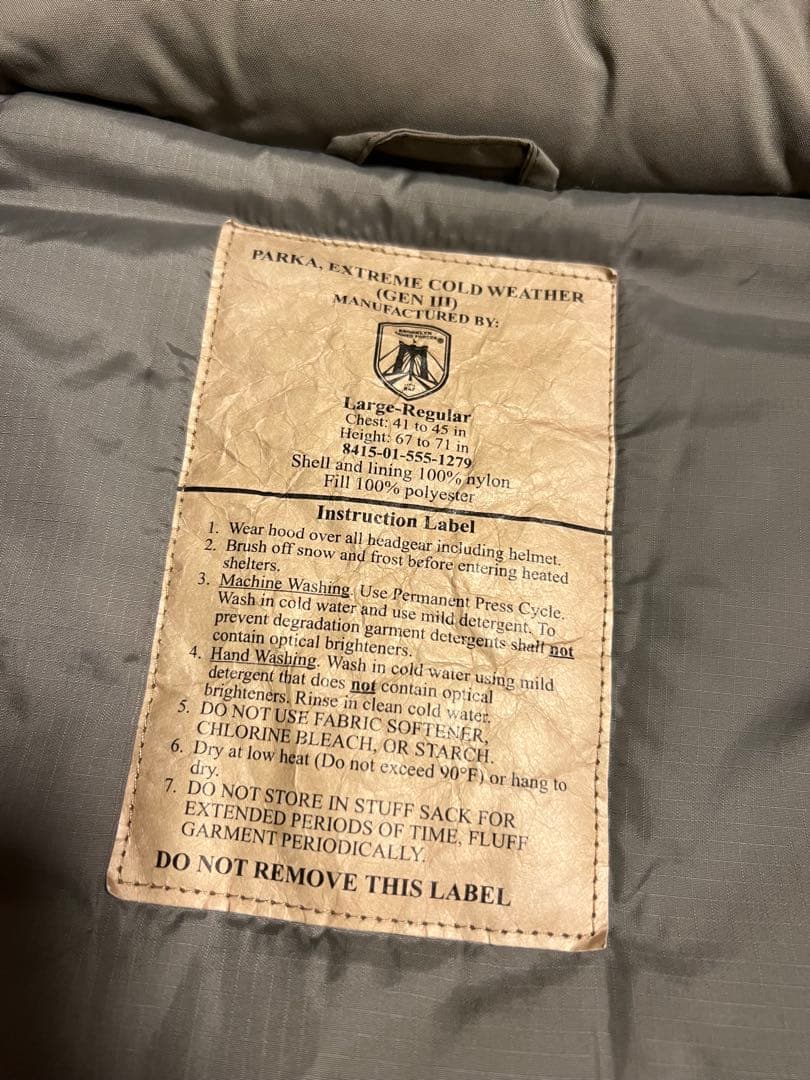 PARKA, EXTREME COLD WEATHER
(GEN III)
MANUFACTURED BY:
BROOKLYN
ARMED FORCES®
Large-Regular
Chest: 41 to 45 in
Height: 67 to 71 in
8415-01-555-1279
Shell and lining 100% nylon
Fill 100% polyester
Instruction Label
1. Wear hood over all headgear including helmet.
2. Brush off snow and frost before entering heated
shelters.
3. Machine Washing. Use Permanent Press Cycle.
Wash in cold water and use mild detergent. To
prevent degradation garment detergents shall not
contain optical brighteners.
4. Hand Washing. Wash in cold water using mild
detergent that does not contain optical
brighteners. Rinse in clean cold water.
5. DO NOT USE FABRIC SOFTENER,
CHLORINE BLEACH, OR STARCH.
6. Dry at low heat (Do not exceed 90°F) or hang to
dry.
7. DO NOT STORE IN STUFF SACK FOR
EXTENDED PERIODS OF TIME, FLUFF
GARMENT PERIODICALLY.
DO NOT REMOVE THIS LABEL